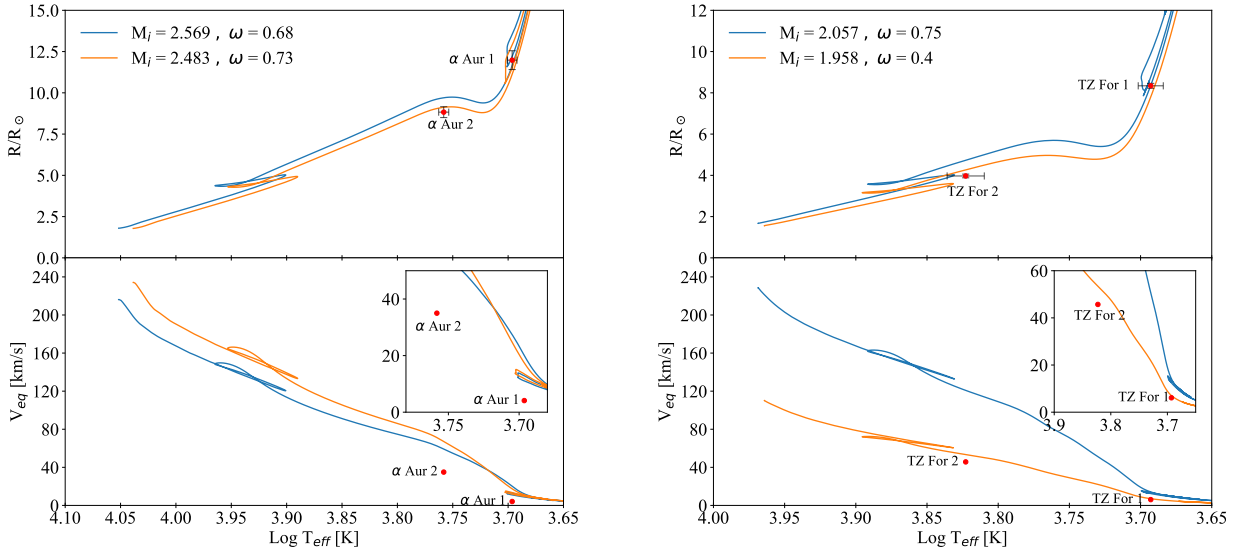 15.0
12.5
10.0
7.5
5.0
2.5
0.0
R/R⊙
M_i = 2.569 , ω = 0.68
M_i = 2.483 , ω = 0.73
α Aur 1
α Aur 2
240
200
160
120
80
40
0
V_eq [km/s]
40
20
0
3.75
3.70
α Aur 2
α Aur 1
α Aur 2
α Aur 1
4.10
4.05
4.00
3.95
3.90
3.85
3.80
3.75
3.70
3.65
Log T_eff [K]
12
10
8
6
4
2
0
R/R⊙
M_i = 2.057 , ω = 0.75
M_i = 1.958 , ω = 0.4
TZ For 1
TZ For 2
240
200
160
120
80
40
0
V_eq [km/s]
60
40
20
0
3.9
3.8
3.7
TZ For 2
TZ For 1
TZ For 2
TZ For 1
4.00
3.95
3.90
3.85
3.80
3.75
3.70
3.65
Log T_eff [K]